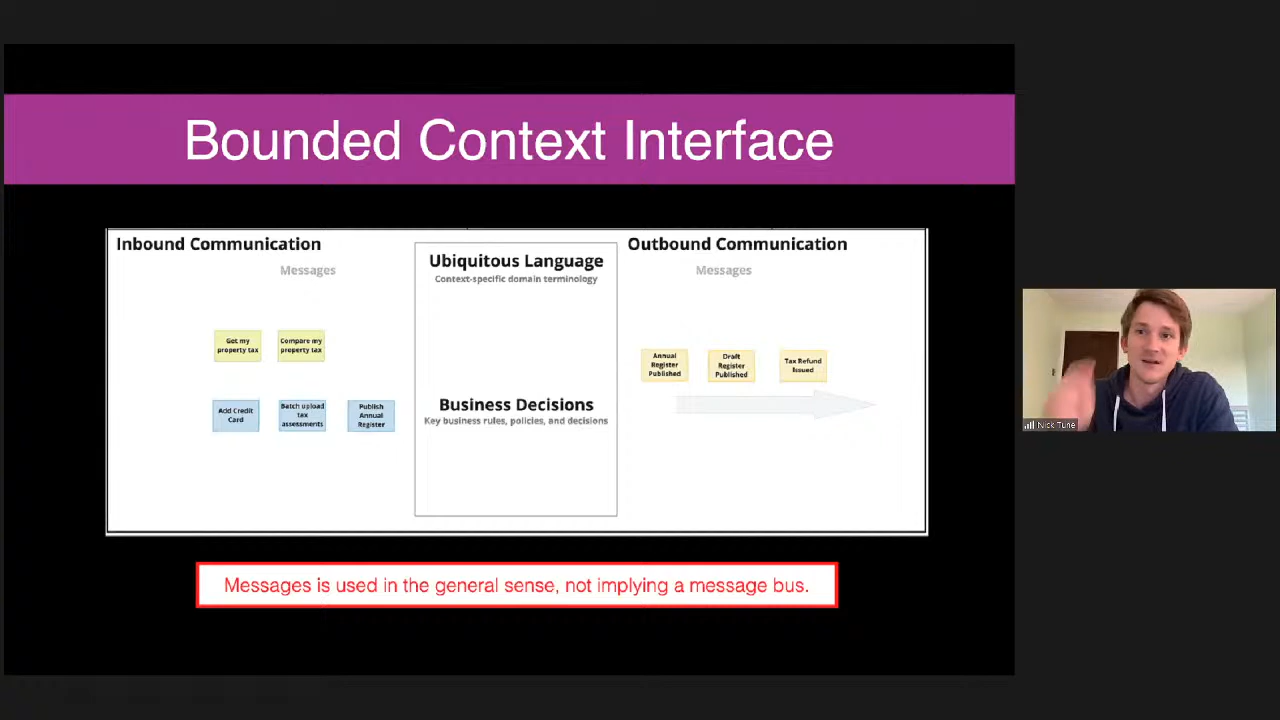 Bounded Context Interface
Inbound Communication
Messages
Get my
property tax
Compare my
property tax
Add Credit
Card
Batch upload
tax
assessments
Publish
Annual
Register
Ubiquitous Language
Context-specific domain terminology
Business Decisions
Key business rules, policies, and decisions
Outbound Communication
Messages
Annual
Register
Published
Draft
Register
Published
Tax Refund
Issued
Messages is used in the general sense, not implying a message bus.
Nick Tune